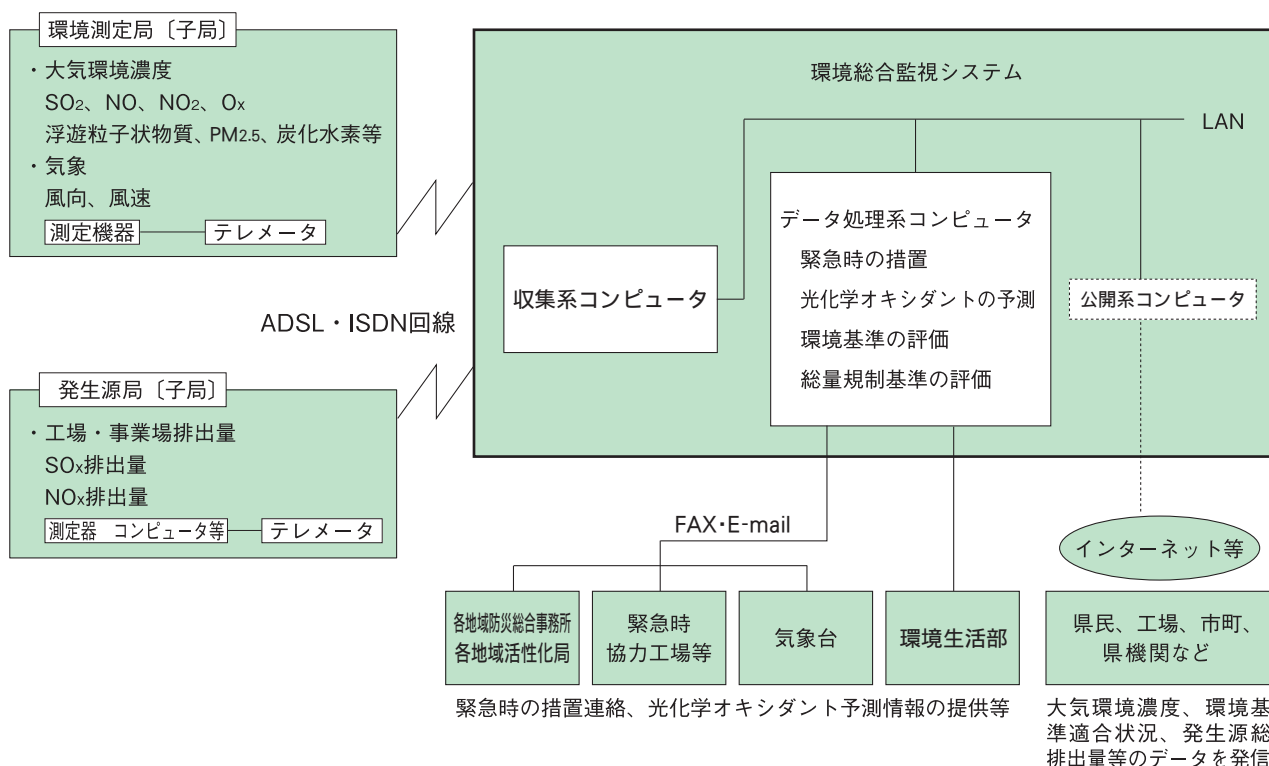 環境測定局〔子局〕
・大気環境濃度
SO₂、NO、NO₂、Oₓ
浮遊粒子状物質、PM₂.₅、炭化水素等
・気象
風向、風速
測定機器
テレメータ
ADSL・ISDN回線
発生源局〔子局〕
・工場・事業場排出量
SOₓ排出量
NOₓ排出量
測定器 コンピュータ等
テレメータ
環境総合監視システム
LAN
収集系コンピュータ
データ処理系コンピュータ
緊急時の措置
光化学オキシダントの予測
環境基準の評価
総量規制基準の評価
公開系コンピュータ
FAX・E-mail
インターネット等
各地域防災総合事務所
各地域活性化局
緊急時
協力工場等
気象台
環境生活部
県民、工場、市町、
県機関など
緊急時の措置連絡、光化学オキシダント予測情報の提供等
大気環境濃度、環境基
準適合状況、発生源総
排出量等のデータを発信